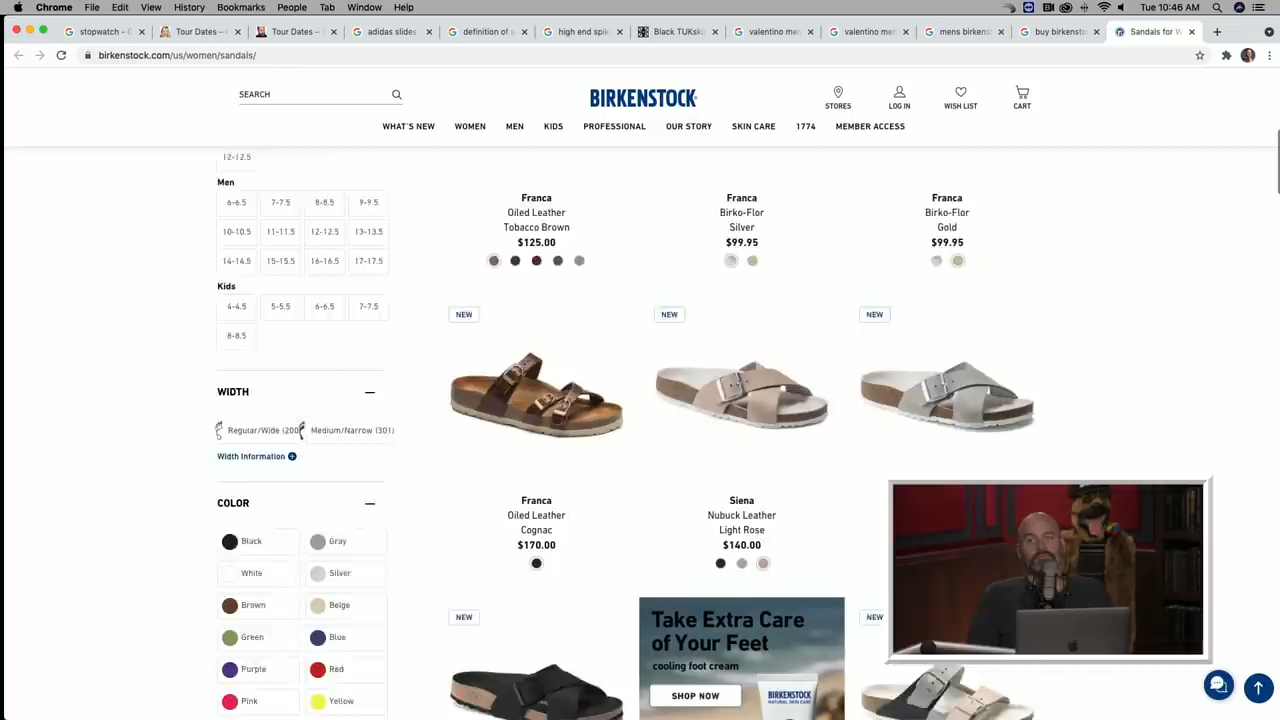 Chrome File Edit View History Bookmarks People Tab Window Help Tue 10:46 AM
stopwatch - G Tour Dates – Tour Dates – adidas slides definition of s high end spik Black TUKski valentino men valentino men mens birkens buy birkensto Sandals for W
birkenstock.com/us/women/sandals/
SEARCH
BIRKENSTOCK
STORES LOG IN WISH LIST CART
WHAT'S NEW WOMEN MEN KIDS PROFESSIONAL OUR STORY SKIN CARE 1774 MEMBER ACCESS
12-12.5
Men
6-6.5 7-7.5 8-8.5 9-9.5
10-10.5 11-11.5 12-12.5 13-13.5
14-14.5 15-15.5 16-16.5 17-17.5
Kids
4-4.5 5-5.5 6-6.5 7-7.5
8-8.5
WIDTH
Regular/Wide (200 Medium/Narrow (301)
Width Information
COLOR
Black Gray
White Silver
Brown Beige
Green Blue
Purple Red
Pink Yellow
Franca
Oiled Leather
Tobacco Brown
$125.00
Franca
Birko-Flor
Silver
$99.95
Franca
Birko-Flor
Gold
$99.95
NEW NEW NEW
Franca
Oiled Leather
Cognac
$170.00
Siena
Nubuck Leather
Light Rose
$140.00
NEW
Take Extra Care
of Your Feet
cooling foot cream
SHOP NOW
BIRKENSTOCK
NATURAL SKIN CARE
NEW